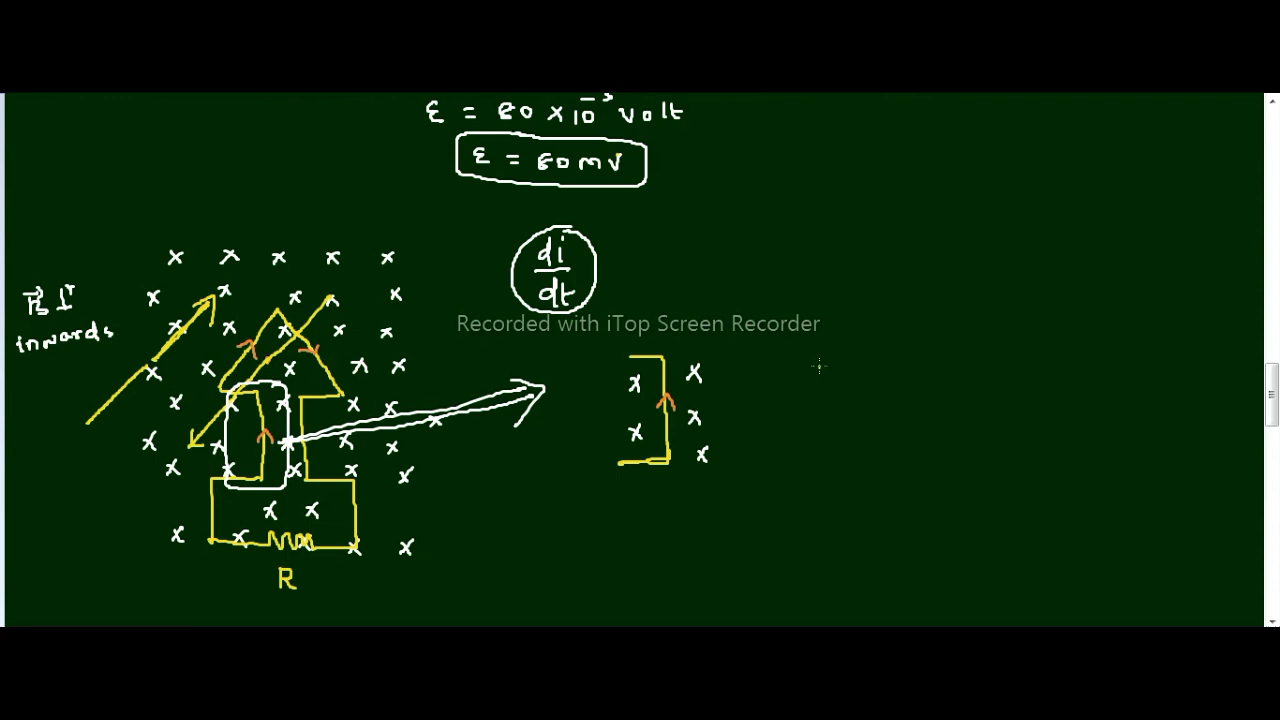 ε = 80 × 10⁻³ volt
ε = 80 mV
di
dt
B⃗ ⊥ʳ
inwards
Recorded with iTop Screen Recorder
x x x x x
x x x x x
x x x x x
x x x x x
x x x x x x
x x x x x
x x x x x x
x x
x x x x x
R
x x
x x
x